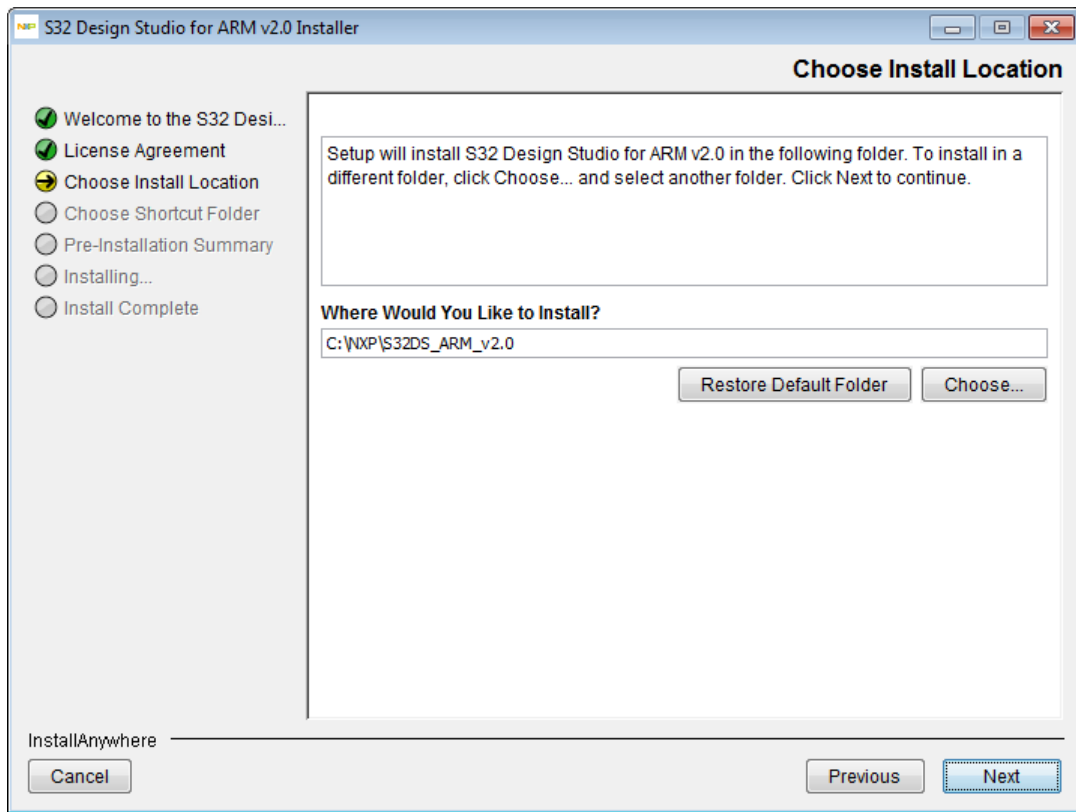 NXP S32 Design Studio for ARM v2.0 Installer
Choose Install Location
Welcome to the S32 Desi...
License Agreement
Choose Install Location
Choose Shortcut Folder
Pre-Installation Summary
Installing...
Install Complete
Setup will install S32 Design Studio for ARM v2.0 in the following folder. To install in a
different folder, click Choose... and select another folder. Click Next to continue.
Where Would You Like to Install?
C:\NXP\S32DS_ARM_v2.0
Restore Default Folder
Choose...
InstallAnywhere
Cancel
Previous
Next